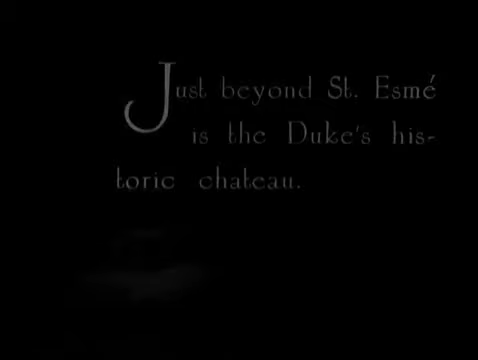 Just beyond St. Esmé
is the Duke's his-
toric chateau.